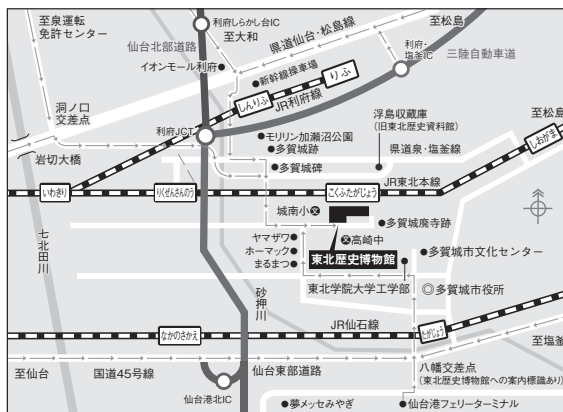 至泉運転
免許センター
利府しらかし台IC
至大和
仙台北部道路
県道仙台・松島線
至松島
利府・
塩釜IC
三陸自動車道
イオンモール利府
新幹線操車場
りふ
しんりふ
JR利府線
洞ノ口
交差点
利府JCT
モリリン加瀬沼公園
多賀城跡
浮島収蔵庫
(旧東北歴史資料館)
至松島
しおがま
岩切大橋
多賀城碑
県道泉・塩釜線
いわきり
りくぜんさんのう
こくふたがじょう
JR東北本線
城南小
文
多賀城廃寺跡
ヤマザワ
ホーマック
まるまつ
文
高崎中
東北歴史博物館
多賀城市文化センター
七北田川
砂押川
東北学院大学工学部
多賀城市役所
JR仙石線
なかのさかえ
たがじょう
至塩釜
至仙台
国道45号線
仙台東部道路
八幡交差点
(東北歴史博物館への案内標識あり)
仙台港北IC
夢メッセみやぎ
仙台港フェリーターミナル